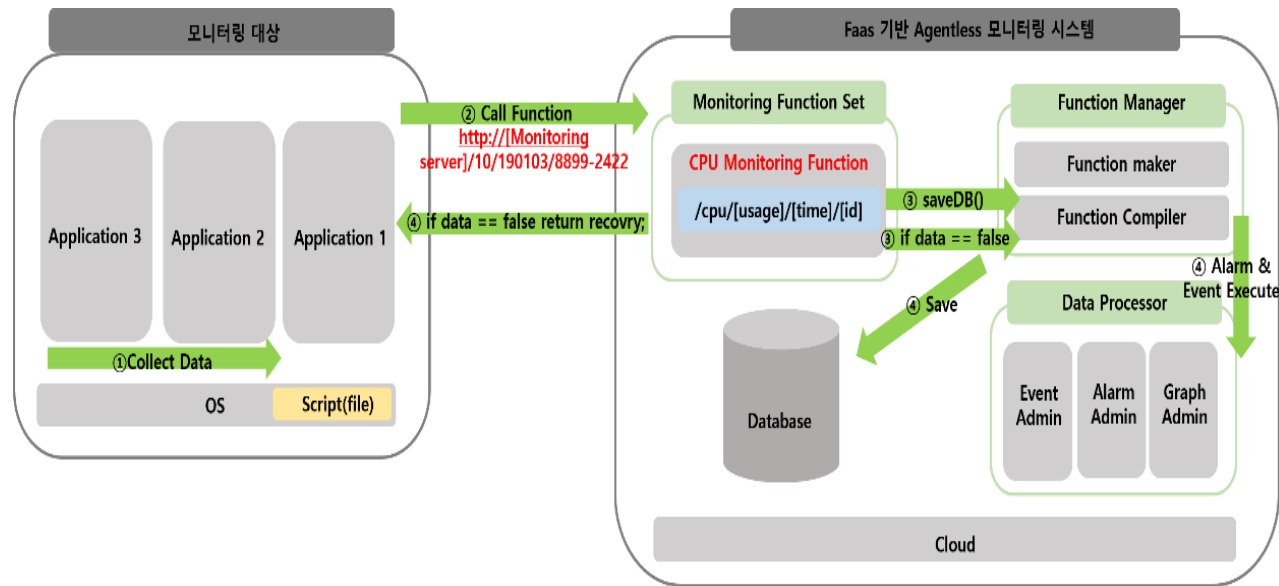 모니터링 대상
Faas 기반 Agentless 모니터링 시스템
Application 3
Application 2
Application 1
①Collect Data
OS
Script(file)
② Call Function
http://[Monitoring
server]/10/190103/8899-2422
④ if data == false return recovry;
Monitoring Function Set
CPU Monitoring Function
/cpu/[usage]/[time]/[id]
③ saveDB()
③ if data == false
④ Save
Database
Function Manager
Function maker
Function Compiler
④ Alarm &
Event Execute
Data Processor
Event
Admin
Alarm
Admin
Graph
Admin
Cloud